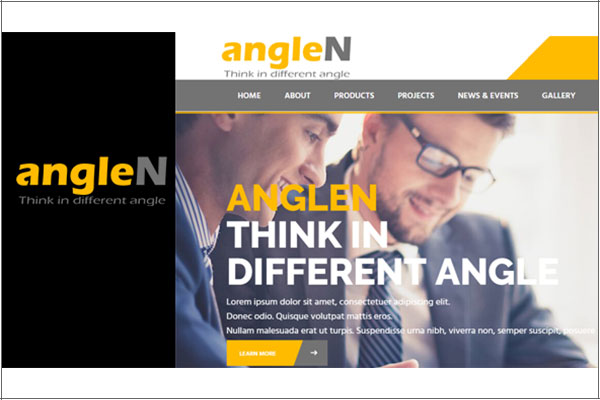 angleN
Think in different angle
angleN
Think in different angle
HOME ABOUT PRODUCTS PROJECTS NEWS & EVENTS GALLERY
ANGLEN
THINK IN
DIFFERENT ANGLE
Lorem ipsum dolor sit amet, consectetuer adipiscing elit.
Donec odio. Quisque volutpat mattis eros.
Nullam malesuada erat ut turpis. Suspendisse urna nibh, viverra non, semper suscipit, posuere
LEARN MORE